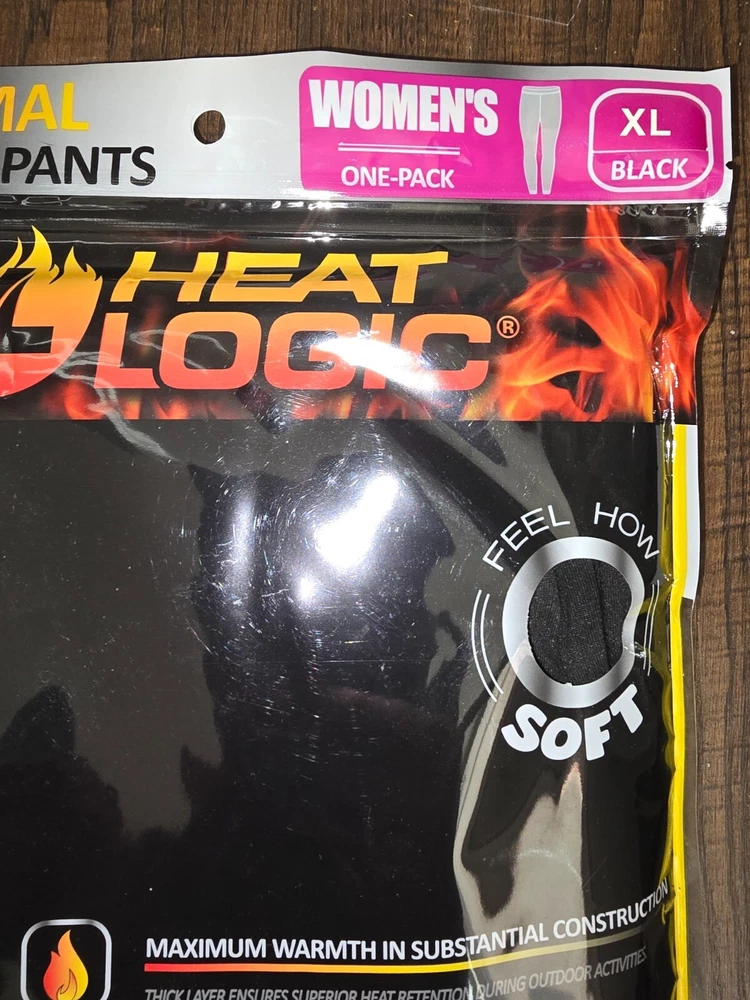 MAL
PANTS
WOMEN'S
ONE-PACK
XL
BLACK
HEAT
LOGIC®
FEEL HOW
SOFT
MAXIMUM WARMTH IN SUBSTANTIAL CONSTRUCTION
THICK LAYER ENSURES SUPERIOR HEAT RETENTION DURING OUTDOOR ACTIVITIES